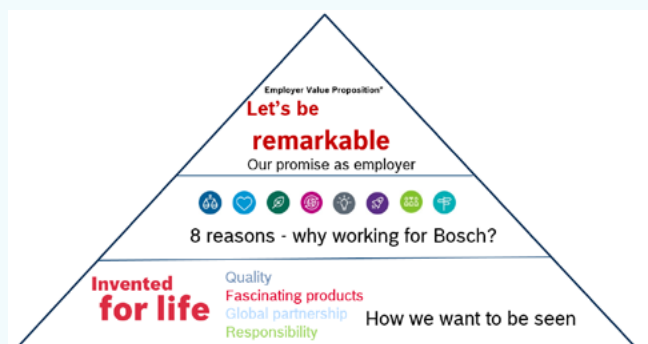 Employer Value Proposition*
Let's be
remarkable
Our promise as employer
8 reasons - why working for Bosch?
Invented
for life
Quality
Fascinating products
Global partnership
Responsibility
How we want to be seen